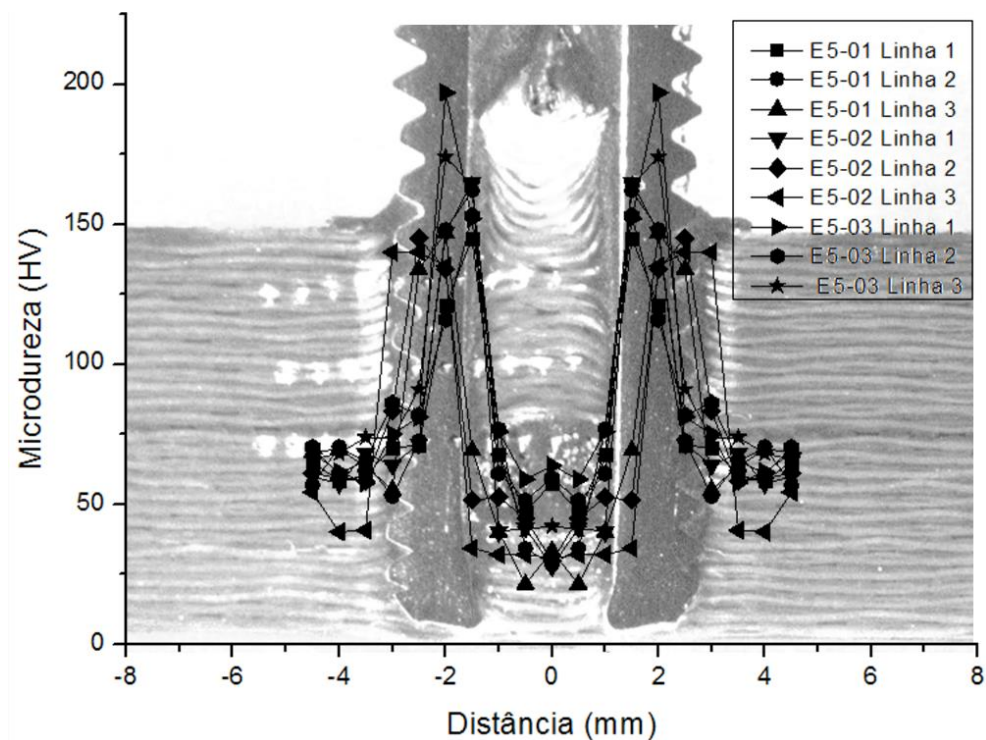 Microdureza (HV)
200
150
100
50
0
-8
-6
-4
-2
0
2
4
6
8
Distância (mm)
E5-01 Linha 1
E5-01 Linha 2
E5-01 Linha 3
E5-02 Linha 1
E5-02 Linha 2
E5-02 Linha 3
E5-03 Linha 1
E5-03 Linha 2
E5-03 Linha 3